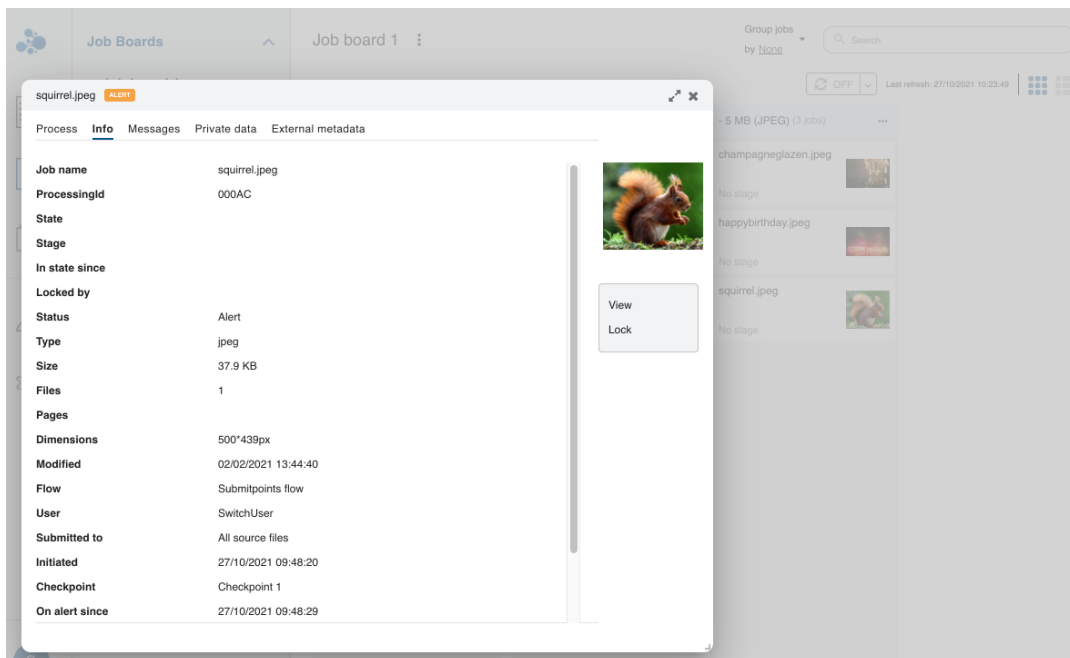 Job Boards
Job board 1
Group jobs
by None
Search
OFF
Last refresh: 27/10/2021 10:23:49
squirrel.jpeg ALERT
Process Info Messages Private data External metadata
Job name squirrel.jpeg
ProcessingId 000AC
State
Stage
In state since
Locked by
Status Alert
Type jpeg
Size 37.9 KB
Files 1
Pages
Dimensions 500*439px
Modified 02/02/2021 13:44:40
Flow Submitpoints flow
User SwitchUser
Submitted to All source files
Initiated 27/10/2021 09:48:20
Checkpoint Checkpoint 1
On alert since 27/10/2021 09:48:29
View
Lock
- 5 MB (JPEG) (3 jobs)
champagneglazen.jpeg
No stage
happybirthday.jpeg
No stage
squirrel.jpeg
No stage